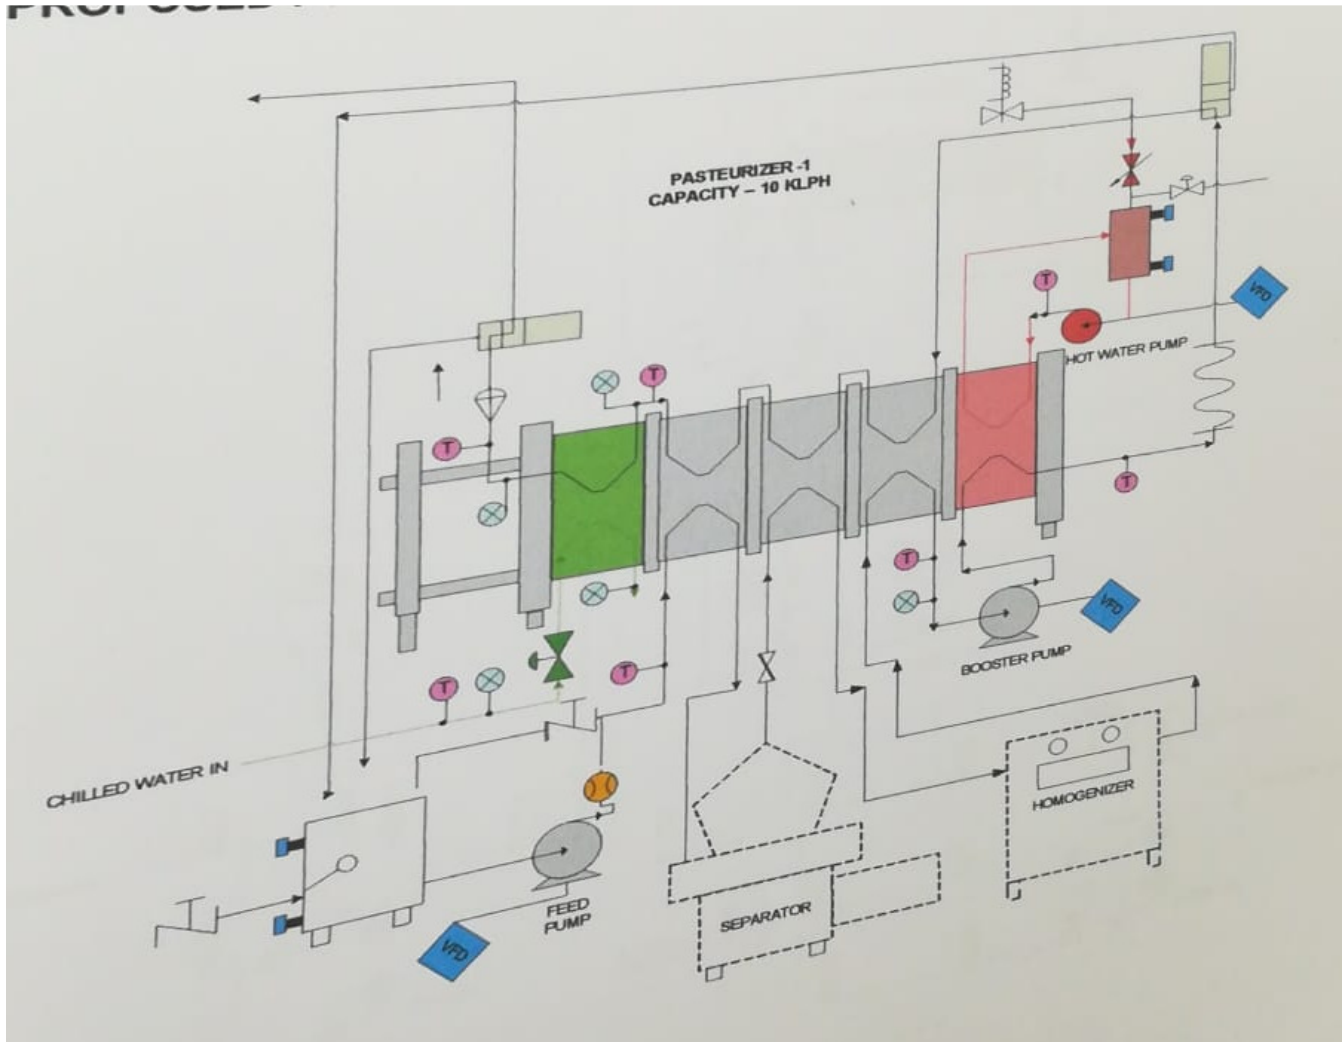 PROPOSED
PASTEURIZER -1
CAPACITY – 10 KLPH
T
VFD
HOT WATER PUMP
T
T
T
T
VFD
BOOSTER PUMP
T
T
CHILLED WATER IN
HOMOGENIZER
FEED
PUMP
SEPARATOR
VFD